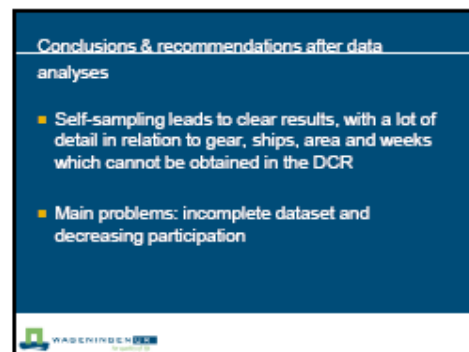 Conclusions & recommendations after data
analyses
Self-sampling leads to clear results, with a lot of
detail in relation to gear, ships, area and weeks
which cannot be obtained in the DCR
Main problems: incomplete dataset and
decreasing participation
WAGENINGEN UR